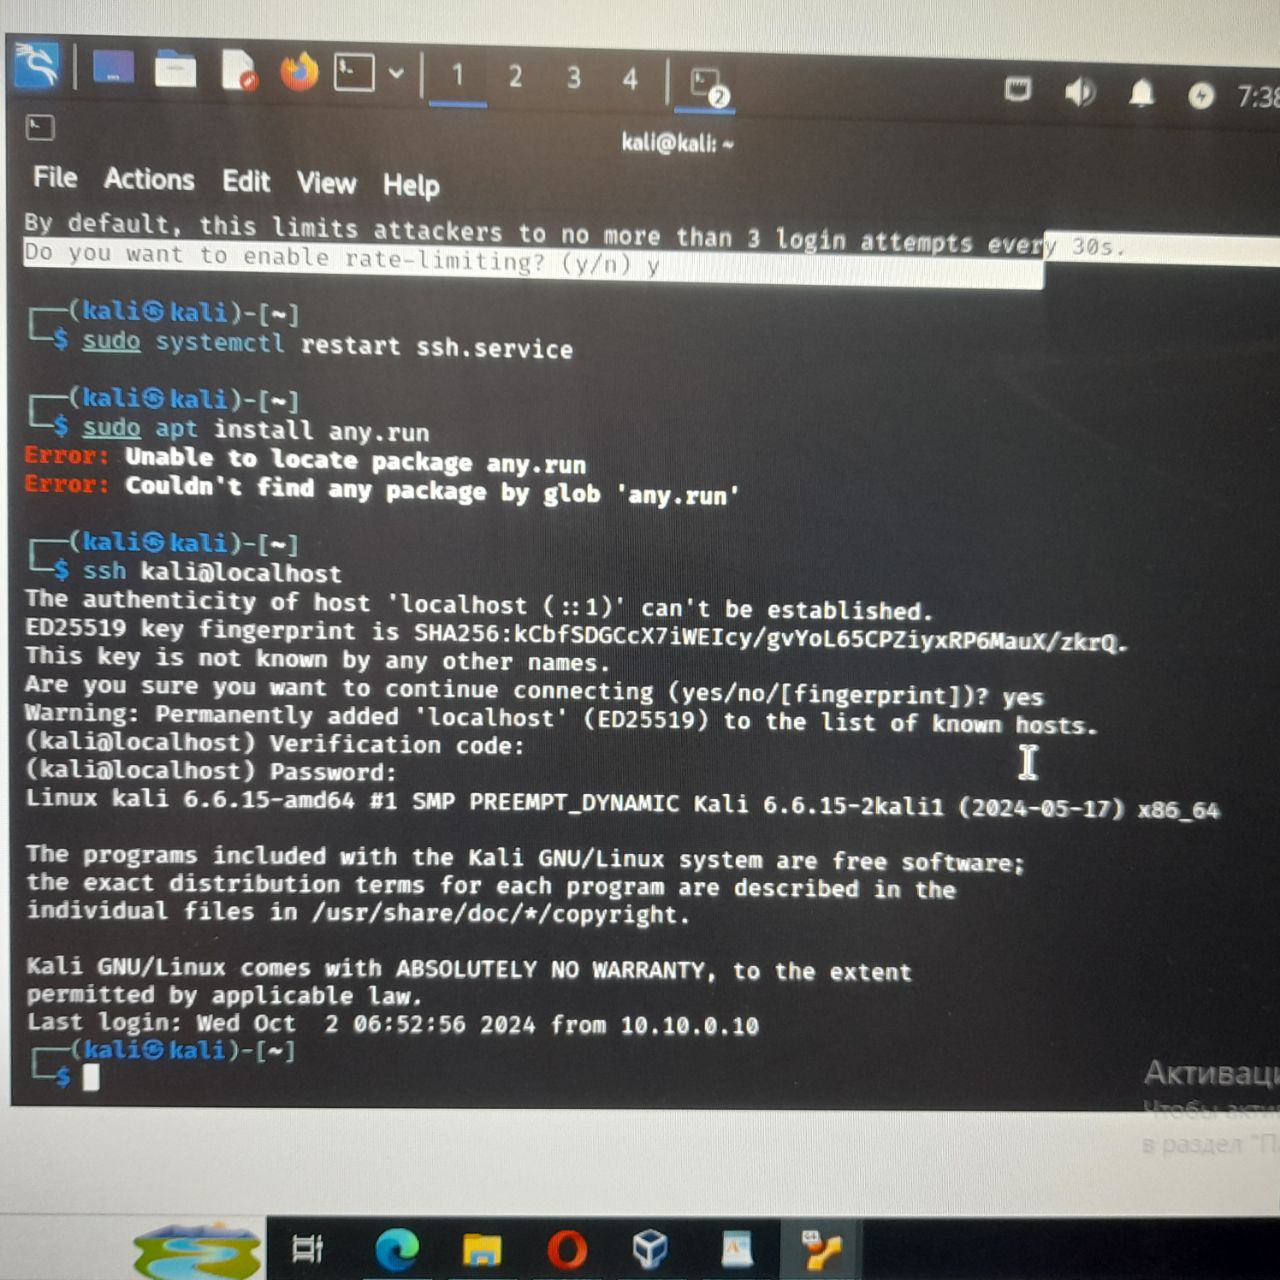 1 2 3 4 2 7:38
kali@kali: ~
File Actions Edit View Help
By default, this limits attackers to no more than 3 login attempts every 30s.
Do you want to enable rate-limiting? (y/n) y
(kali㉿kali)-[~]
$ sudo systemctl restart ssh.service
(kali㉿kali)-[~]
$ sudo apt install any.run
Error: Unable to locate package any.run
Error: Couldn't find any package by glob 'any.run'
(kali㉿kali)-[~]
$ ssh kali@localhost
The authenticity of host 'localhost (::1)' can't be established.
ED25519 key fingerprint is SHA256:kCbfSDGCcX7iWEIcy/gvYoL65CPZiyxRP6MauX/zkrQ.
This key is not known by any other names.
Are you sure you want to continue connecting (yes/no/[fingerprint])? yes
Warning: Permanently added 'localhost' (ED25519) to the list of known hosts.
(kali@localhost) Verification code:
(kali@localhost) Password:
Linux kali 6.6.15-amd64 #1 SMP PREEMPT_DYNAMIC Kali 6.6.15-2kali1 (2024-05-17) x86_64
The programs included with the Kali GNU/Linux system are free software;
the exact distribution terms for each program are described in the
individual files in /usr/share/doc/*/copyright.
Kali GNU/Linux comes with ABSOLUTELY NO WARRANTY, to the extent
permitted by applicable law.
Last login: Wed Oct  2 06:52:56 2024 from 10.10.0.10
(kali㉿kali)-[~]
$
Активаци
Чтобы акти
в раздел "П